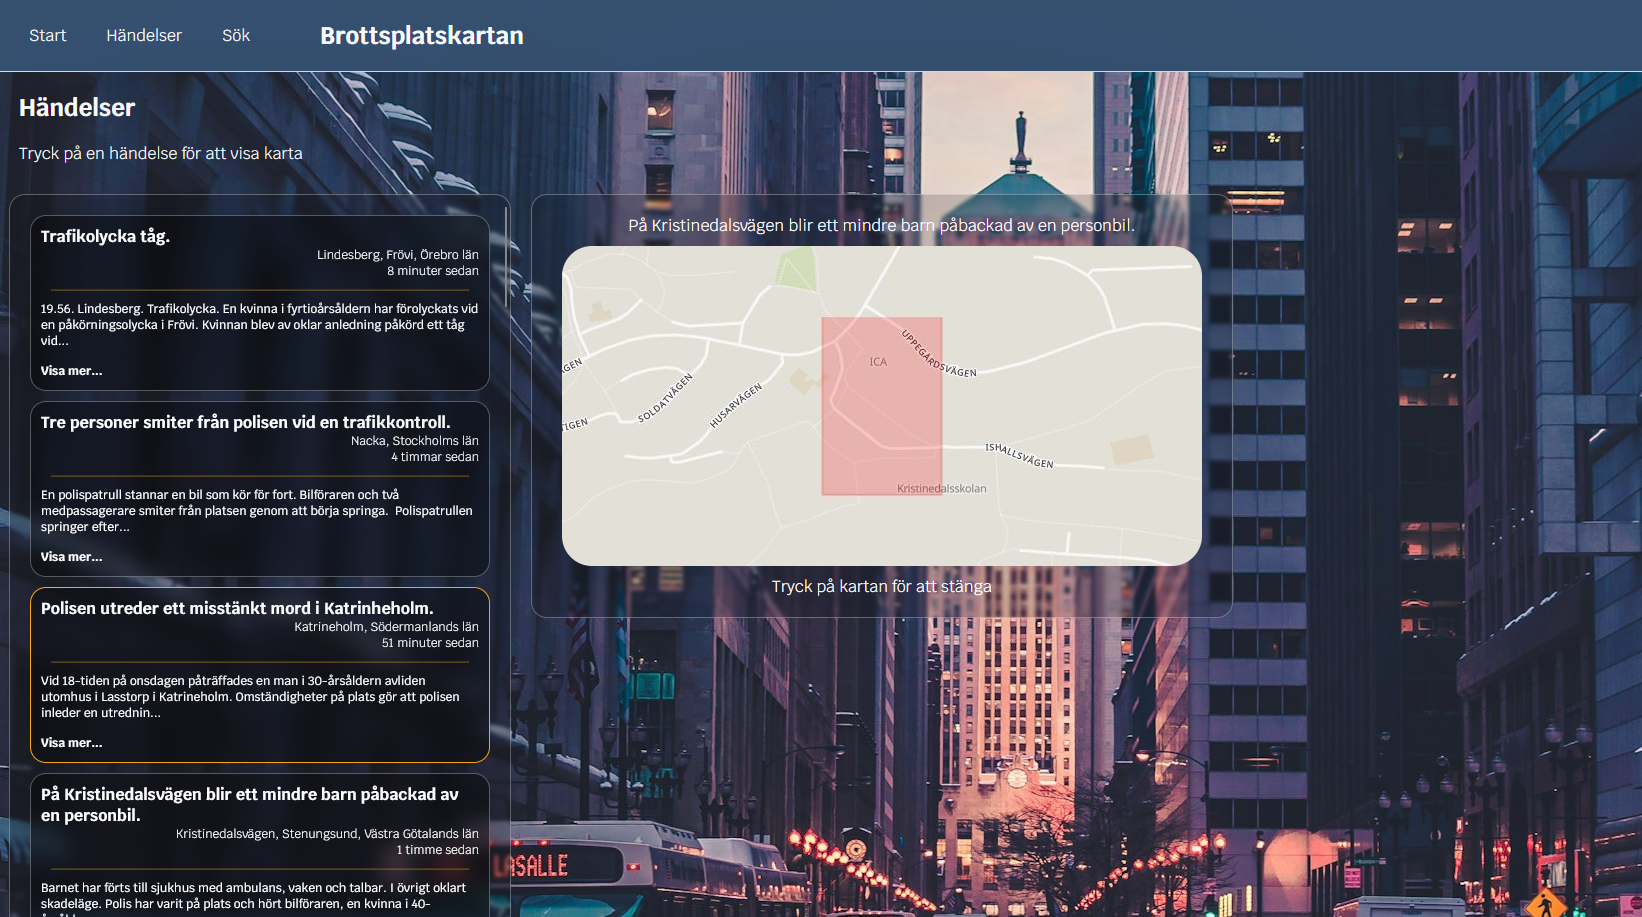 Start
Händelser
Sök
Brottsplatskartan
Händelser
Tryck på en händelse för att visa karta
Trafikolycka tåg.
Lindesberg, Frövi, Örebro län
8 minuter sedan
19.56. Lindesberg. Trafikolycka. En kvinna i fyrtioårsåldern har förolyckats vid
en påkörningsolycka i Frövi. Kvinnan blev av oklar anledning påkörd ett tåg
vid...
Visa mer...
Tre personer smiter från polisen vid en trafikkontroll.
Nacka, Stockholms län
4 timmar sedan
En polispatrull stannar en bil som kör för fort. Bilföraren och två
medpassagerare smiter från platsen genom att börja springa. Polispatrullen
springer efter...
Visa mer...
Polisen utreder ett misstänkt mord i Katrinheholm.
Katrineholm, Södermanlands län
51 minuter sedan
Vid 18-tiden på onsdagen påträffades en man i 30-årsåldern avliden
utomhus i Lasstorp i Katrineholm. Omständigheter på plats gör att polisen
inleder en utrednin...
Visa mer...
På Kristinedalsvägen blir ett mindre barn påbackad av
en personbil.
Kristinedalsvägen, Stenungsund, Västra Götalands län
1 timme sedan
Barnet har förts till sjukhus med ambulans, vaken och talbar. I övrigt oklart
skadeläge. Polis har varit på plats och hört bilföraren, en kvinna i 40-
På Kristinedalsvägen blir ett mindre barn påbackad av en personbil.
UPPEGÅRDSVÄGEN
ICA
ÄGEN
SOLDATVÄGEN
HUSARVÄGEN
TIGEN
ISHALLSVÄGEN
Kristinedalsskolan
Tryck på kartan för att stänga
LASALLE